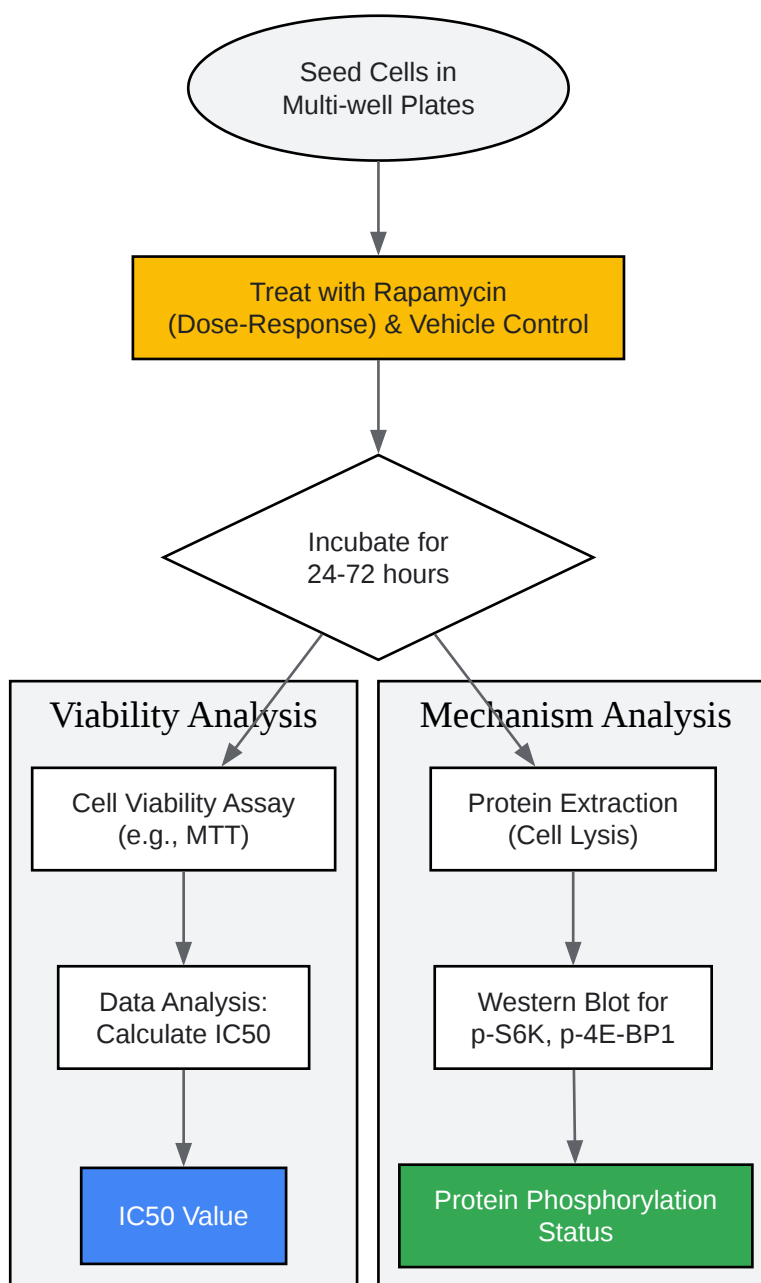 Seed Cells in
Multi-well Plates
Treat with Rapamycin
(Dose-Response) & Vehicle Control
Incubate for
24-72 hours
Viability Analysis
Cell Viability Assay
(e.g., MTT)
Data Analysis:
Calculate IC50
IC50 Value
Mechanism Analysis
Protein Extraction
(Cell Lysis)
Western Blot for
p-S6K, p-4E-BP1
Protein Phosphorylation
Status